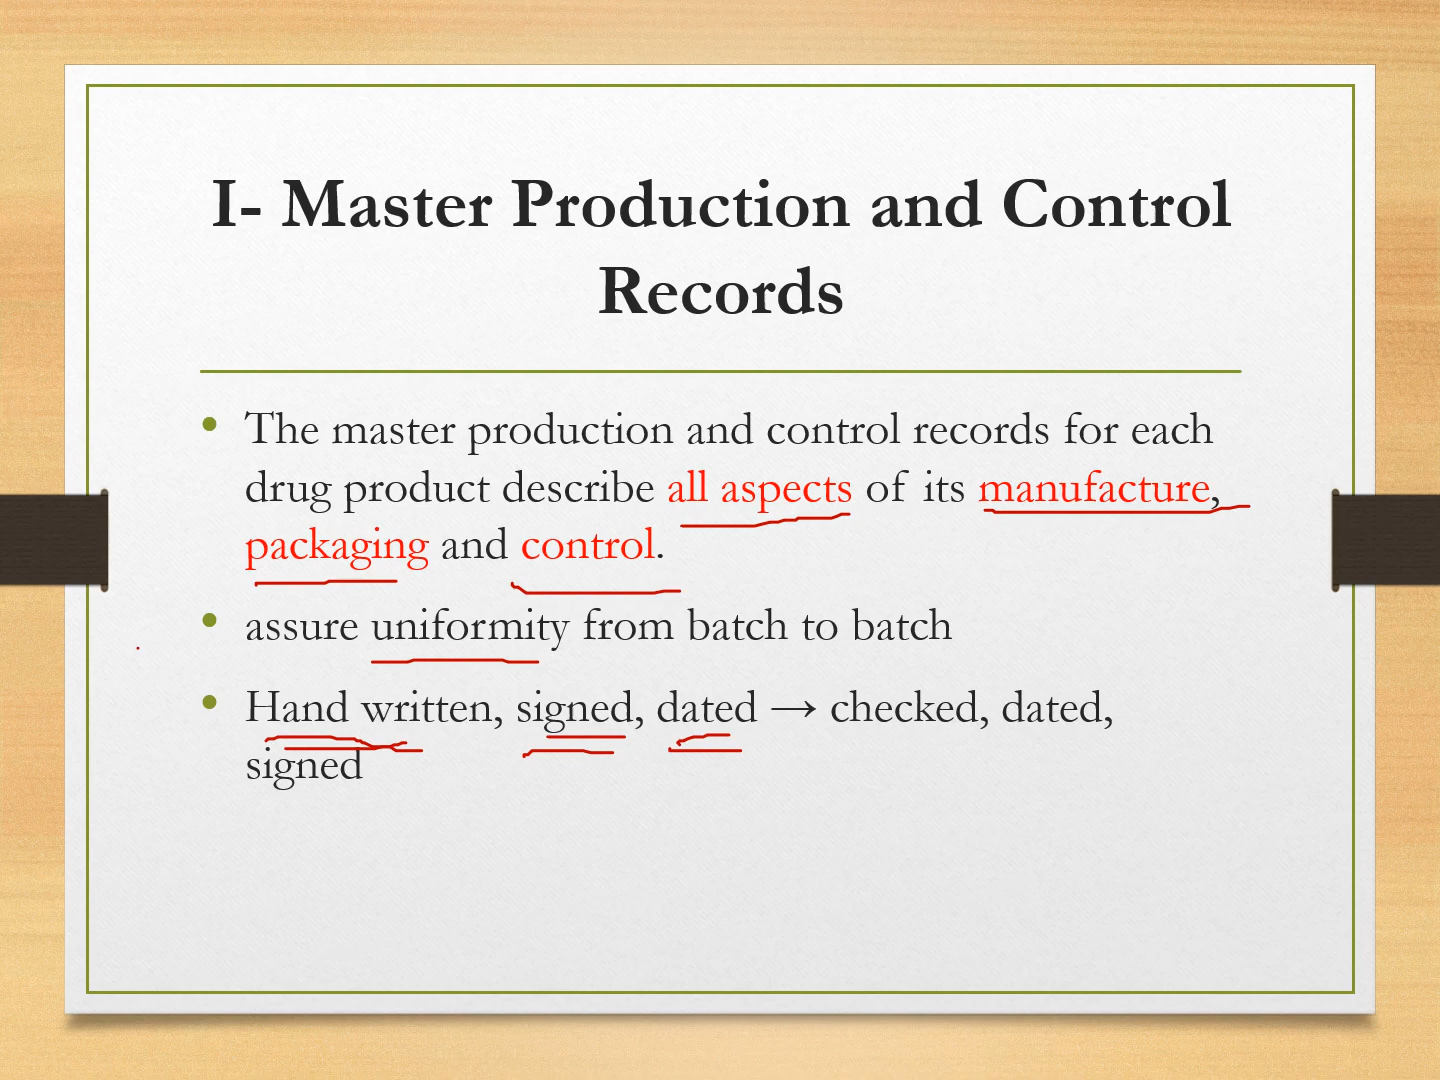 I- Master Production and Control
Records
• The master production and control records for each
drug product describe all aspects of its manufacture,
packaging and control.
• assure uniformity from batch to batch
• Hand written, signed, dated → checked, dated,
signed